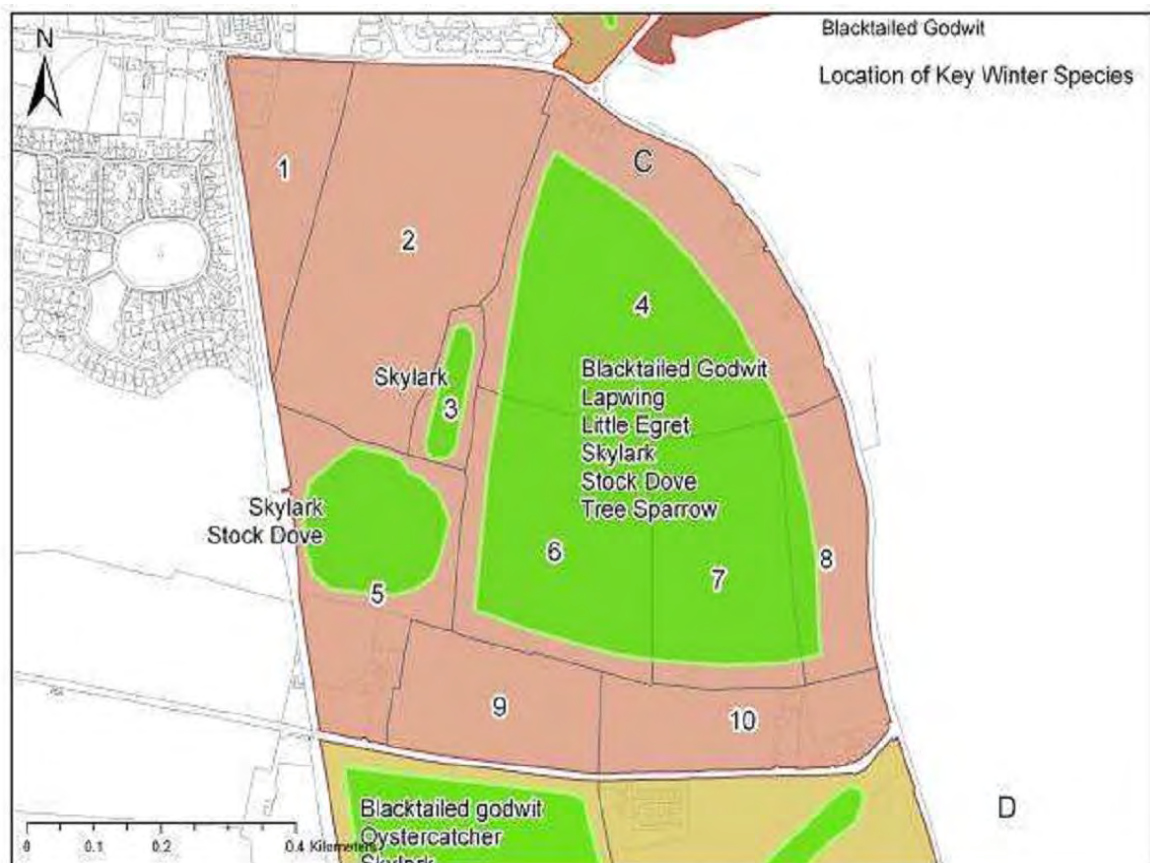 Blacktailed Godwit
N
Location of Key Winter Species
C
1
2
4
Blacktailed Godwit
Lapwing
Little Egret
Skylark
Stock Dove
Tree Sparrow
Skylark
3
Skylark
Stock Dove
6
7
8
5
9
10
D
Blacktailed godwit
Oystercatcher
Skylark
0 0.1 0.2 0.4 Kilometers